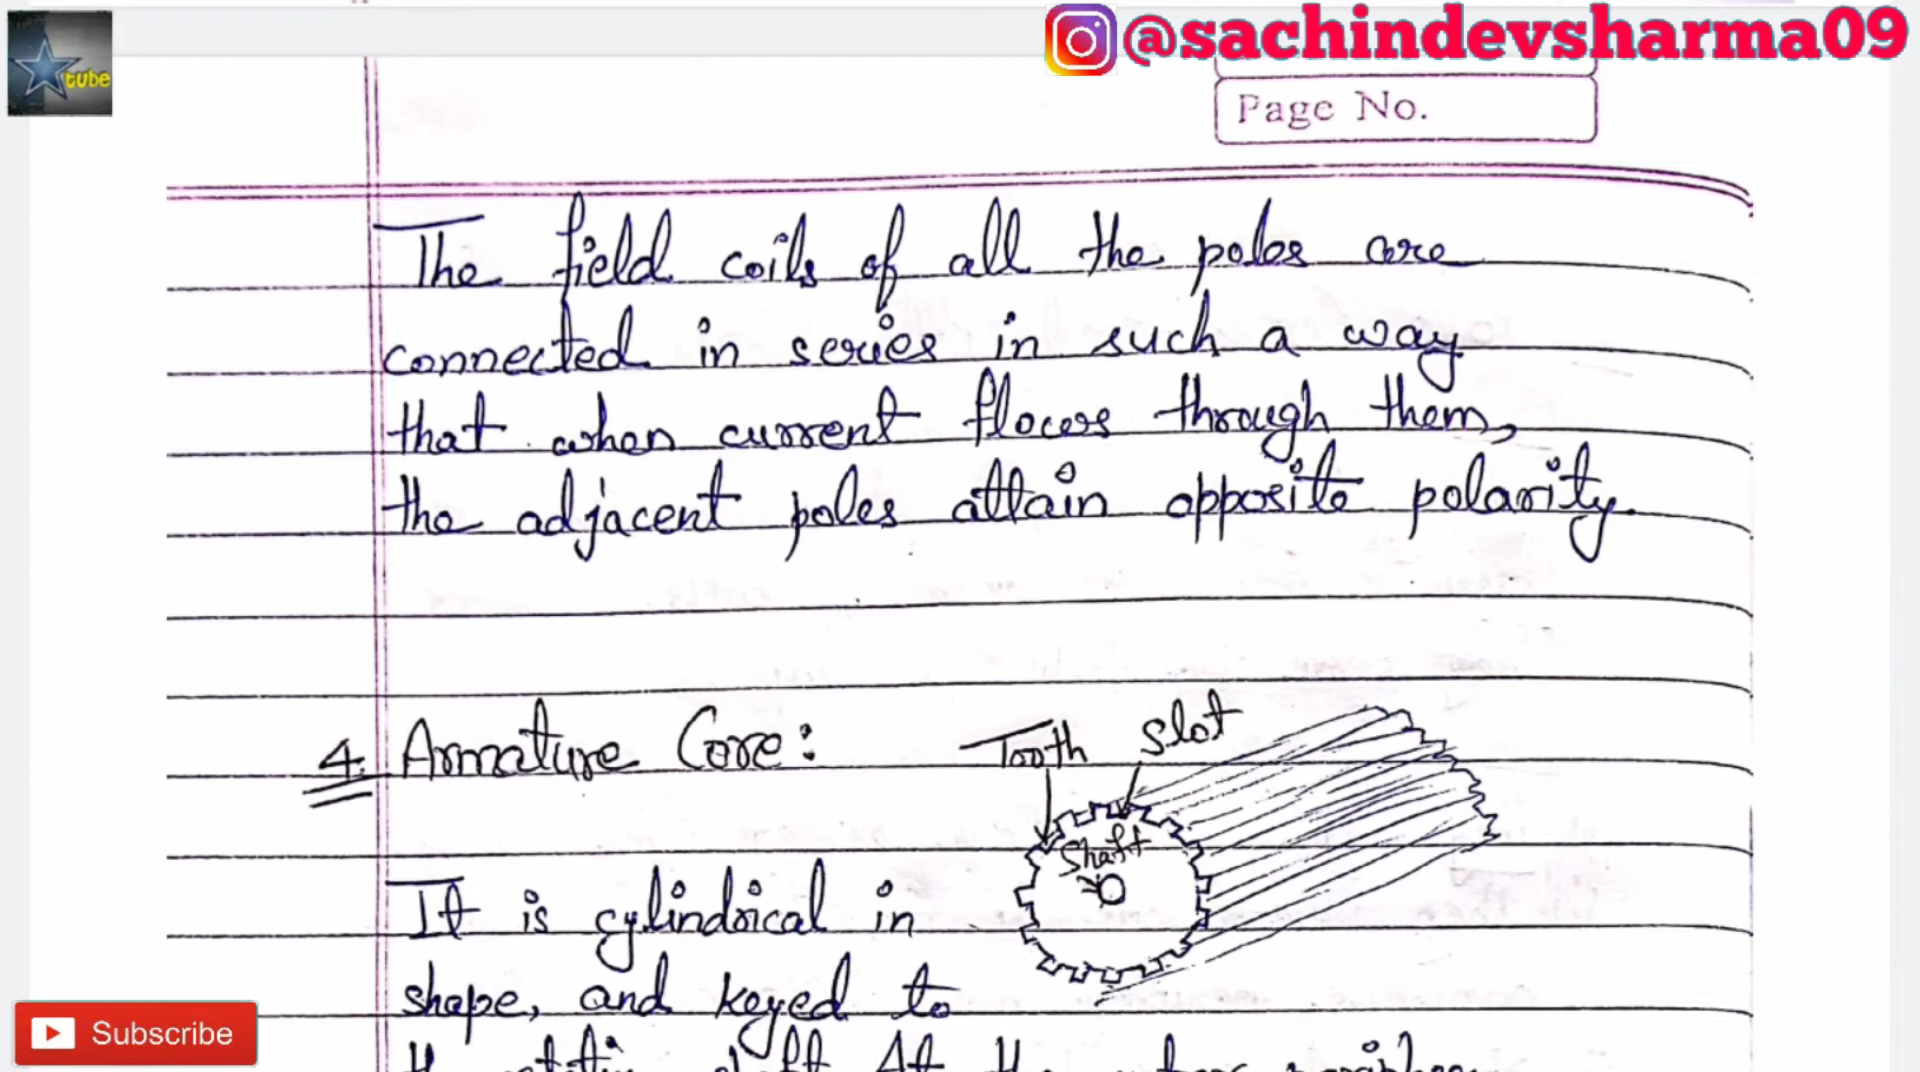 @sachindevsharma09
tube
Page No.
The field coils of all the poles are
connected in series in such a way
that when current flows through them,
the adjacent poles attain opposite polarity.
4. Armature Core:
Tooth
slot
Shaft
It is cylindrical in
shape, and keyed to
Subscribe